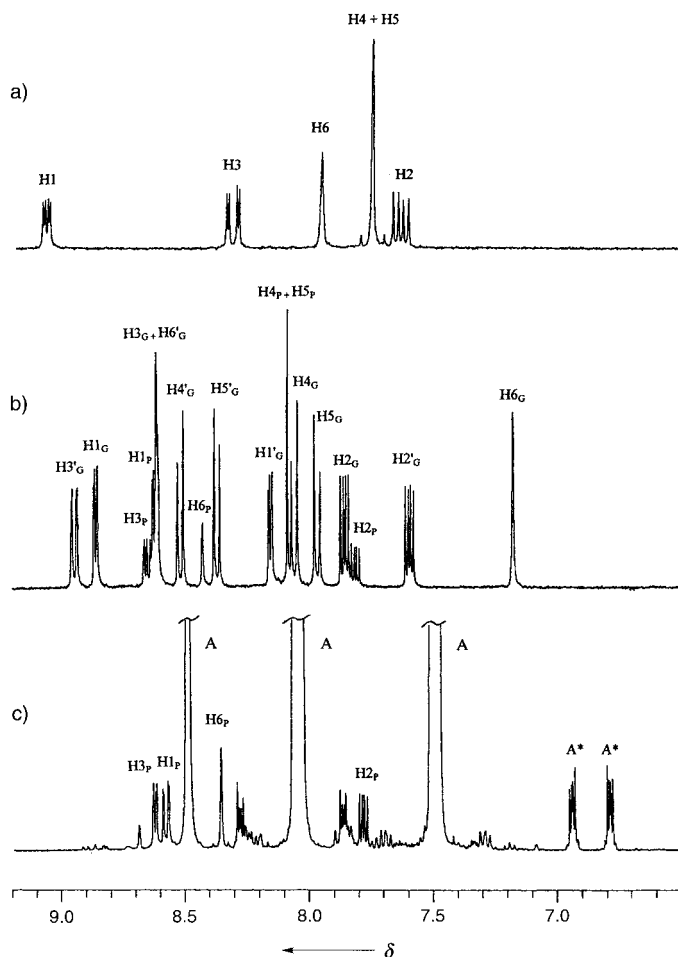 H4 + H5
a)
H6
H1
H3
H2
H4P + H5P
H3G + H6'G
b)
H4'G
H5'G
H4G
H6G
H3'G
H1G
H1P
H5G
H1'G
H2G
H2'G
H3P
H6P
H2P
A
A
A
c)
H6P
H3P
H1P
H2P
A*
A*
9.0
8.5
8.0
7.5
7.0
δ